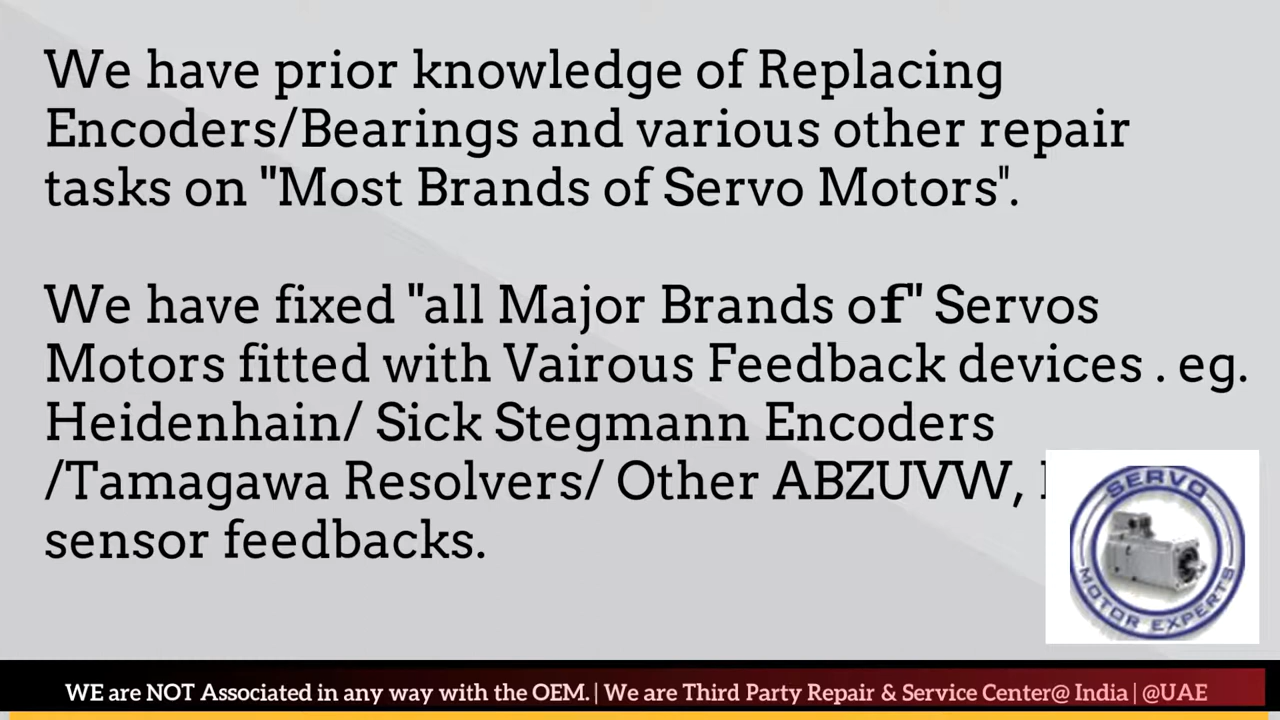 We have prior knowledge of Replacing
Encoders/Bearings and various other repair
tasks on "Most Brands of Servo Motors".
We have fixed "all Major Brands of" Servos
Motors fitted with Vairous Feedback devices . eg.
Heidenhain/ Sick Stegmann Encoders
/Tamagawa Resolvers/ Other ABZUVW,
sensor feedbacks.
SERVO
MOTOR EXPERTS
WE are NOT Associated in any way with the OEM. | We are Third Party Repair & Service Center@ India | @UAE